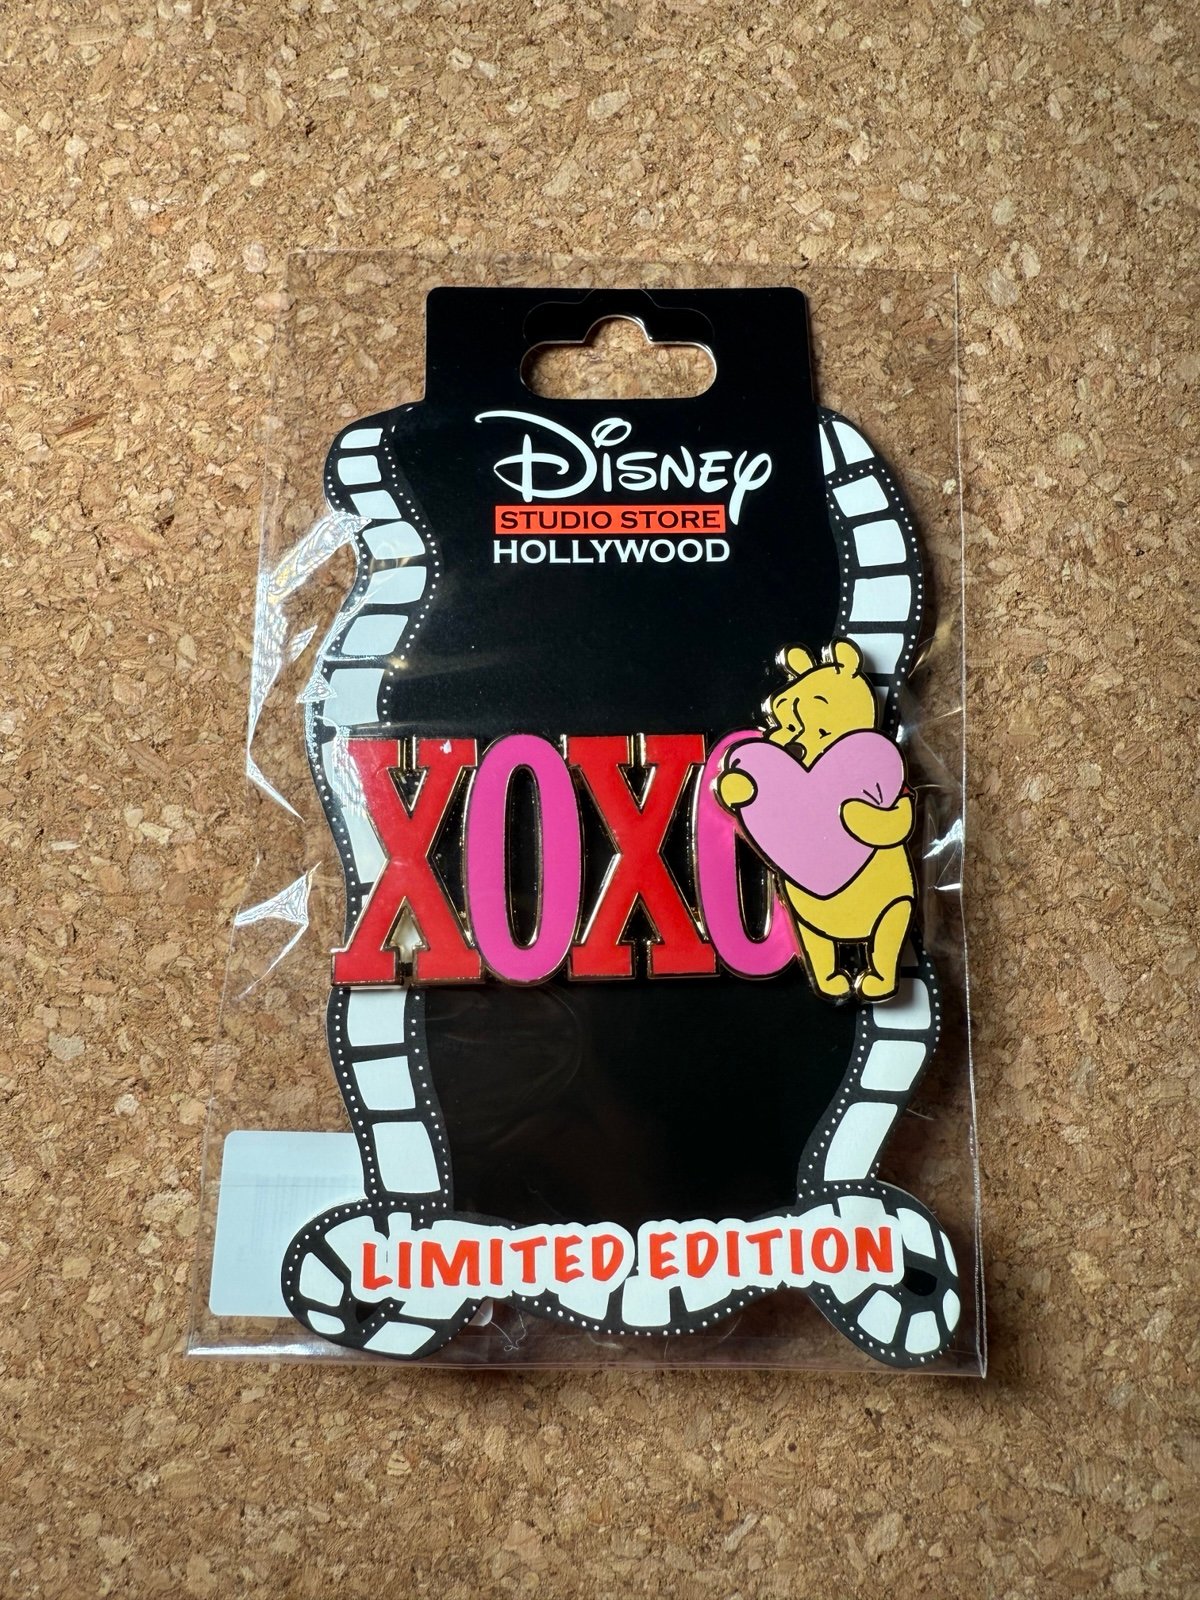 Disney
STUDIO STORE
HOLLYWOOD
XOXO
LIMITED EDITION